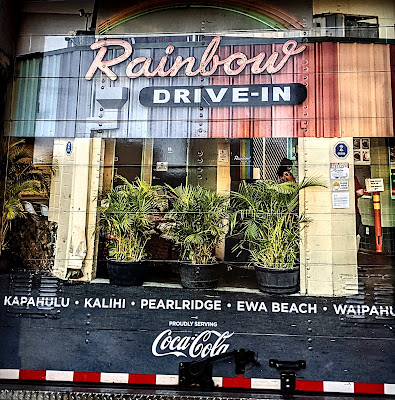 Rainbow
DRIVE-IN
KAPAHULU • KALIHI • PEARLRIDGE • EWA BEACH • WAIPAHU
PROUDLY SERVING
Coca-Cola